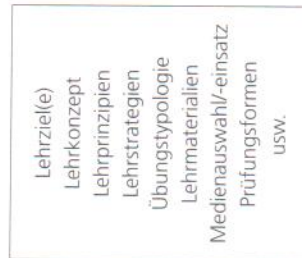 Lehrziel(e)
Lehrkonzept
Lehrprinzipien
Lehrstrategien
Übungstypologie
Lehrmaterialien
Medienauswahl/-einsatz
Prüfungsformen
usw.